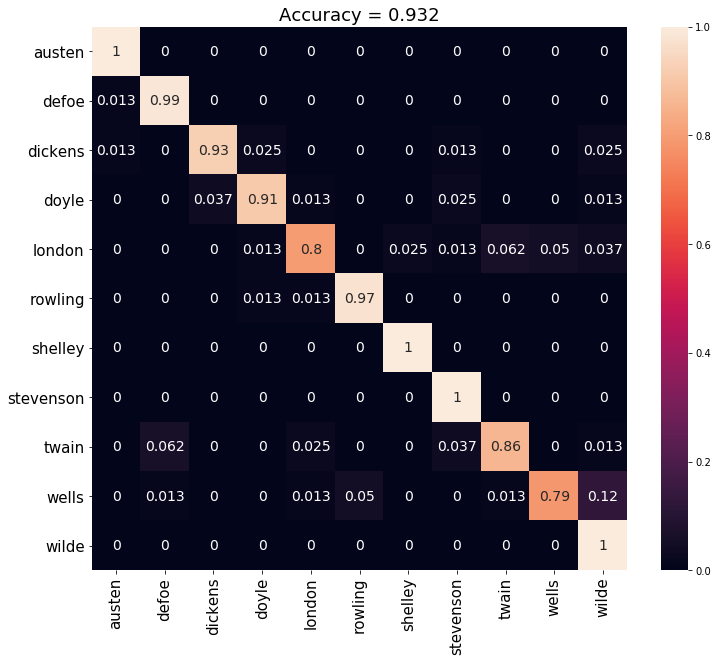 Accuracy = 0.932
austen 1 0 0 0 0 0 0 0 0 0 0
defoe 0.013 0.99 0 0 0 0 0 0 0 0 0
dickens 0.013 0 0.93 0.025 0 0 0 0.013 0 0 0.025
doyle 0 0 0.037 0.91 0.013 0 0 0.025 0 0 0.013
london 0 0 0 0.013 0.8 0 0.025 0.013 0.062 0.05 0.037
rowling 0 0 0 0.013 0.013 0.97 0 0 0 0 0
shelley 0 0 0 0 0 0 1 0 0 0 0
stevenson 0 0 0 0 0 0 0 1 0 0 0
twain 0 0.062 0 0 0.025 0 0 0.037 0.86 0 0.013
wells 0 0.013 0 0 0.013 0.05 0 0 0.013 0.79 0.12
wilde 0 0 0 0 0 0 0 0 0 0 1
austen defoe dickens doyle london rowling shelley stevenson twain wells wilde
1.0
0.8
0.6
0.4
0.2
0.0